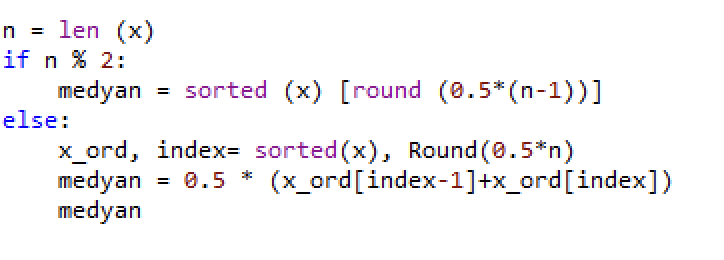 n = len (x)
if n % 2:
    medyan = sorted (x) [round (0.5*(n-1))]
else:
    x_ord, index= sorted(x), Round(0.5*n)
    medyan = 0.5 * (x_ord[index-1]+x_ord[index])
    medyan